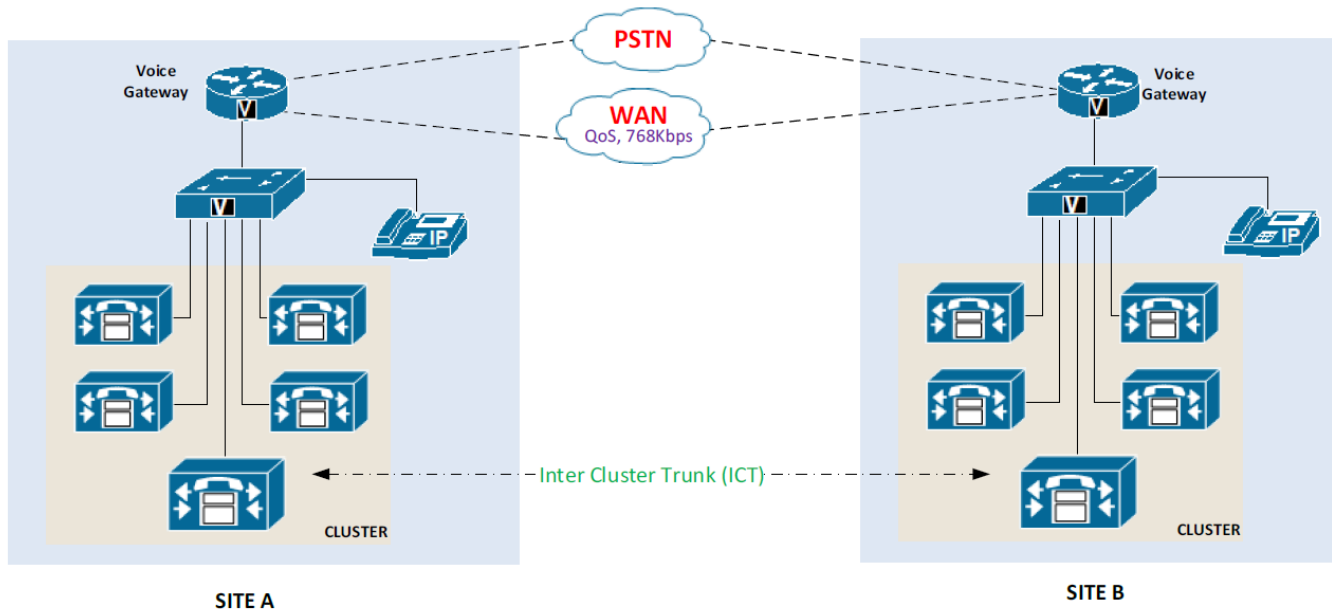 PSTN
Voice
Gateway
WAN
QoS, 768Kbps
Voice
Gateway
V
V
V
V
IP
IP
Inter Cluster Trunk (ICT)
CLUSTER
CLUSTER
SITE A
SITE B